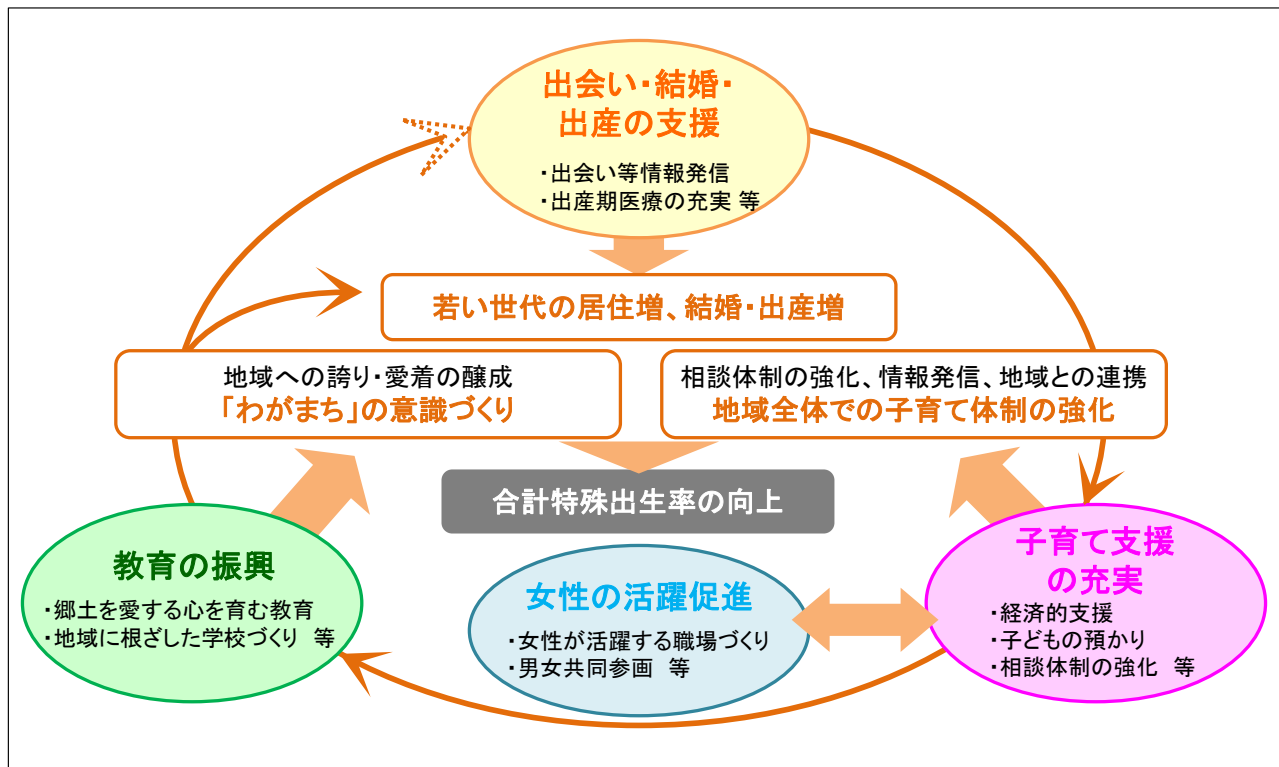 出会い・結婚・
出産の支援
・出会い等情報発信
・出産期医療の充実 等
若い世代の居住増、結婚・出産増
地域への誇り・愛着の醸成
「わがまち」の意識づくり
相談体制の強化、情報発信、地域との連携
地域全体での子育て体制の強化
合計特殊出生率の向上
教育の振興
・郷土を愛する心を育む教育
・地域に根ざした学校づくり 等
女性の活躍促進
・女性が活躍する職場づくり
・男女共同参画 等
子育て支援
の充実
・経済的支援
・子どもの預かり
・相談体制の強化 等